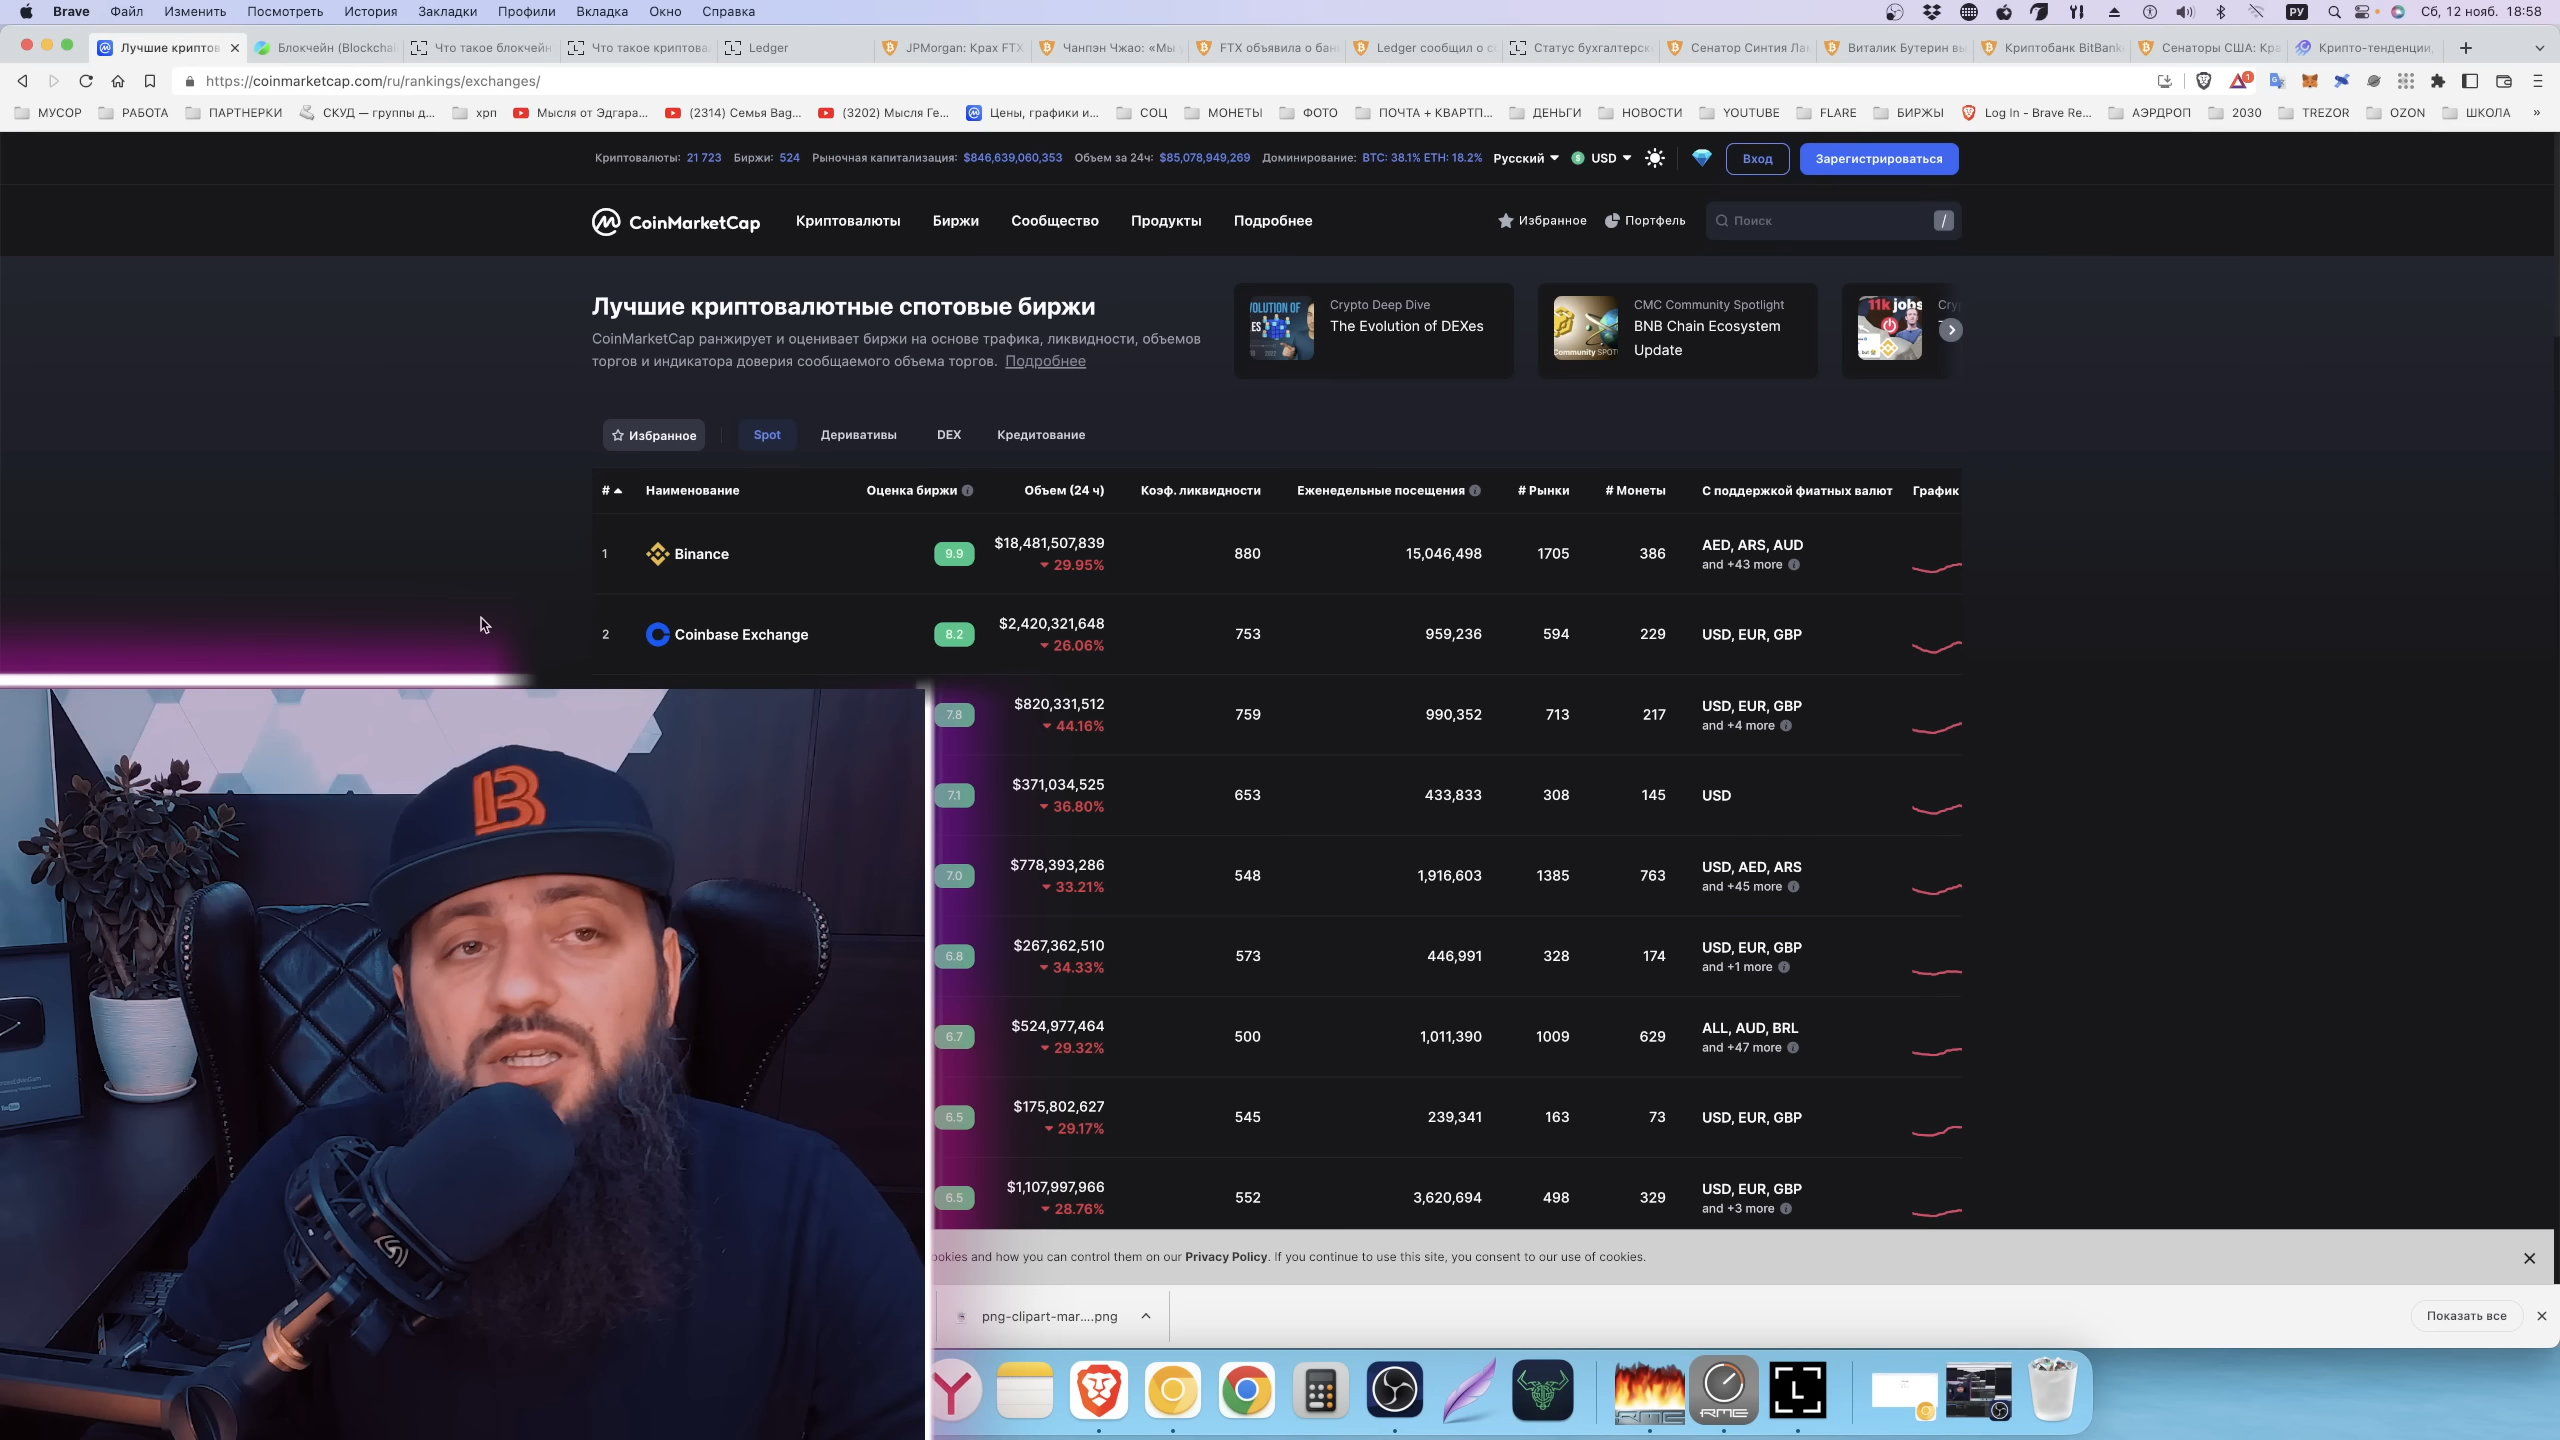 Brave Файл Изменить Посмотреть История Закладки Профили Вкладка Окно Справка РУ Сб, 12 нояб. 18:58
Лучшие криптов Блокчейн (Blockchai Что такое блокчейн Что такое криптова Ledger JPMorgan: Крах FTX Чанпэн Чжао: «Мы FTX объявила о бан Ledger сообщил о с Статус бухгалтерск Сенатор Синтия Ла Виталик Бутерин вы Криптобанк BitBank Сенаторы США: Кра Крипто-тенденции,
https://coinmarketcap.com/ru/rankings/exchanges/ 1
МУСОР РАБОТА ПАРТНЕРКИ СКУД — группы д... хрп Мысля от Эдгара... (2314) Семья Bag... (3202) Мысля Ге... Цены, графики и... СОЦ МОНЕТЫ ФОТО ПОЧТА + КВАРТП... ДЕНЬГИ НОВОСТИ YOUTUBE FLARE БИРЖЫ Log In - Brave Re... АЭРДРОП 2030 TREZOR OZON ШКОЛА »
Криптовалюты: 21 723 Биржи: 524 Рыночная капитализация: $846,639,060,353 Объем за 24ч: $85,078,949,269 Доминирование: BTC: 38.1% ETH: 18.2% Русский USD Вход Зарегистрироваться
CoinMarketCap Криптовалюты Биржи Сообщество Продукты Подробнее Избранное Портфель Поиск /
Лучшие криптовалютные спотовые биржи
CoinMarketCap ранжирует и оценивает биржи на основе трафика, ликвидности, объемов
торгов и индикатора доверия сообщаемого объема торгов. Подробнее
Crypto Deep Dive
The Evolution of DEXes
CMC Community Spotlight
BNB Chain Ecosystem
Update
11k jobs
Избранное Spot Деривативы DEX Кредитование
# Наименование Оценка биржи Объем (24 ч) Коэф. ликвидности Еженедельные посещения # Рынки # Монеты С поддержкой фиатных валют График
1 Binance 9.9 $18,481,507,839 880 15,046,498 1705 386 AED, ARS, AUD
29.95% and +43 more
2 Coinbase Exchange 8.2 $2,420,321,648 753 959,236 594 229 USD, EUR, GBP
26.06%
7.8 $820,331,512 759 990,352 713 217 USD, EUR, GBP
44.16% and +4 more
7.1 $371,034,525 653 433,833 308 145 USD
36.80%
7.0 $778,393,286 548 1,916,603 1385 763 USD, AED, ARS
33.21% and +45 more
6.8 $267,362,510 573 446,991 328 174 USD, EUR, GBP
34.33% and +1 more
6.7 $524,977,464 500 1,011,390 1009 629 ALL, AUD, BRL
29.32% and +47 more
6.5 $175,802,627 545 239,341 163 73 USD, EUR, GBP
29.17%
6.5 $1,107,997,966 552 3,620,694 498 329 USD, EUR, GBP
28.76% and +3 more
ookies and how you can control them on our Privacy Policy. If you continue to use this site, you consent to our use of cookies.
png-clipart-mar....png Показать все
B
YouTube
RME
L